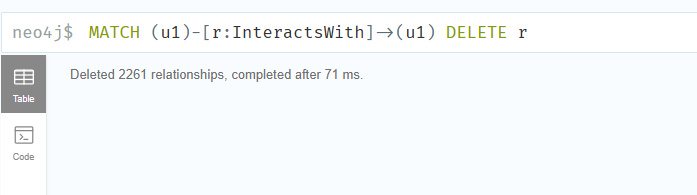 neo4j$ MATCH (u1)-[r:InteractsWith]→(u1) DELETE r
Deleted 2261 relationships, completed after 71 ms.
Table
Code